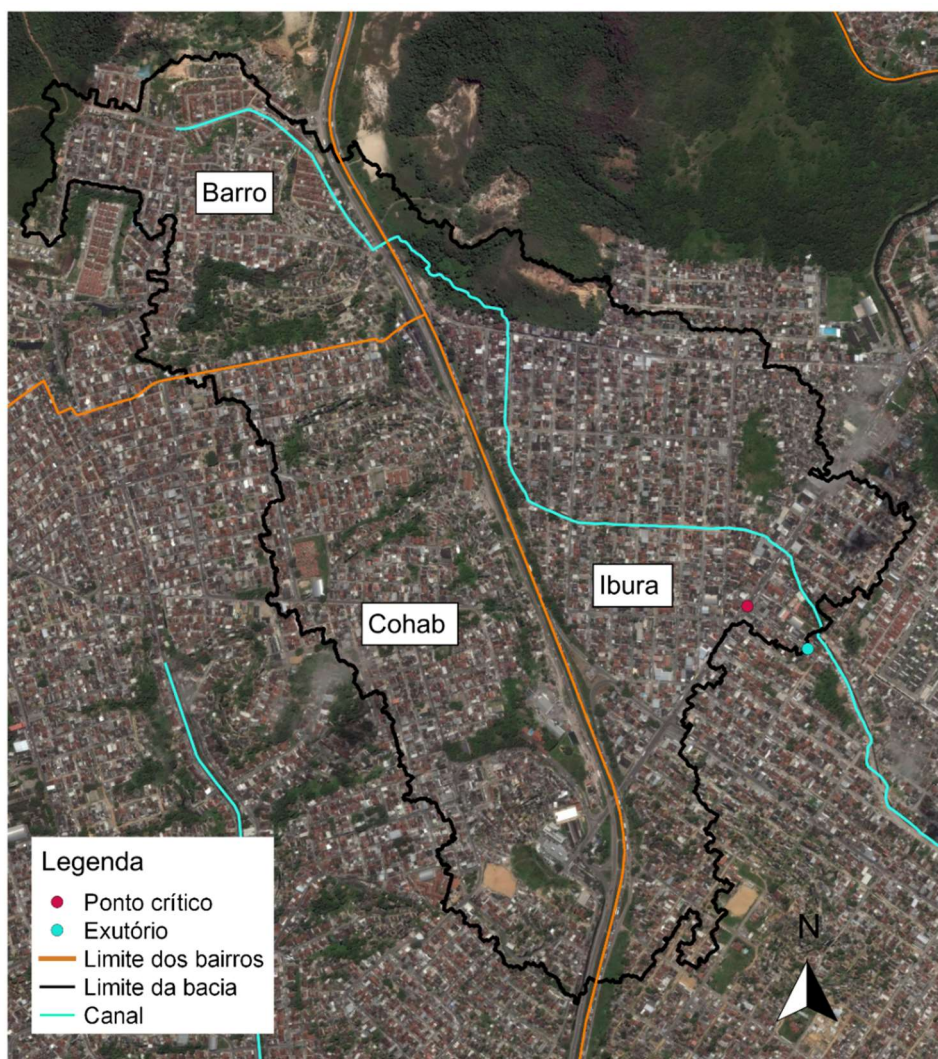 Barro
Ibura
Cohab
Legenda
Ponto crítico
Exutório
Limite dos bairros
Limite da bacia
Canal
N